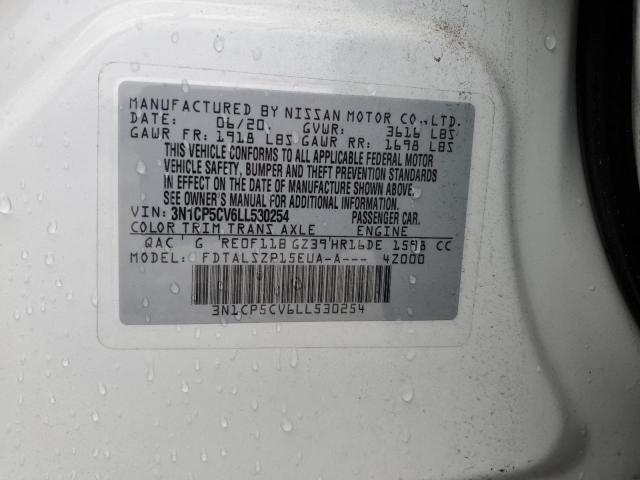 MANUFACTURED BY NISSAN MOTOR CO.,LTD.
DATE: 06/20 GVWR: 3616 LBS
GAWR FR: 1918 LBS GAWR RR: 1698 LBS
THIS VEHICLE CONFORMS TO ALL APPLICABLE FEDERAL MOTOR
VEHICLE SAFETY, BUMPER AND THEFT PREVENTION STANDARDS
IN EFFECT ON THE DATE OF MANUFACTURE SHOWN ABOVE.
SEE OWNER'S MANUAL FOR ADDITIONAL INFORMATION.
VIN: 3N1CP5CV6LL530254 PASSENGER CAR.
COLOR TRIM TRANS AXLE ENGINE
QAC G RE0F11B GZ39 HR16DE 1598 CC
MODEL: FDTALSZP15EUA-A--- 4Z000
3N1CP5CV6LL530254